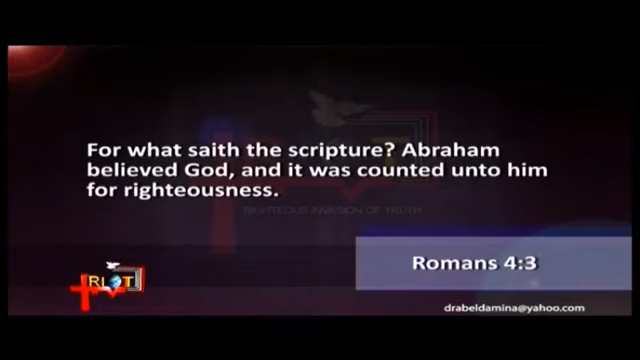 For what saith the scripture? Abraham
believed God, and it was counted unto him
for righteousness.
RIGHTEOUS INVASION OF TRUTH
Romans 4:3
RIOT
drabeldamina@yahoo.com